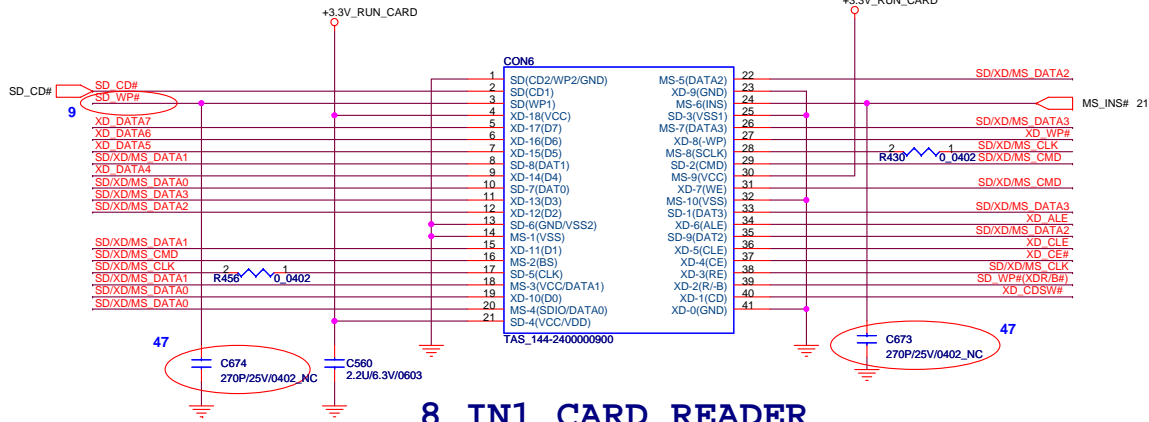 +3.3V_RUN_CARD
+3.3V_RUN_CARD
CON6
SD_CD#
SD_CD#
SD_WP#
9
XD_DATA7
XD_DATA6
XD_DATA5
SD/XD/MS_DATA1
XD_DATA4
SD/XD/MS_DATA0
SD/XD/MS_DATA3
SD/XD/MS_DATA2
SD/XD/MS_DATA1
SD/XD/MS_CMD
SD/XD/MS_CLK
SD/XD/MS_DATA1
SD/XD/MS_DATA0
SD/XD/MS_DATA0
2 1
R456 0_0402
1 SD(CD2/WP2/GND)
2 SD(CD1)
3 SD(WP1)
4 XD-18(VCC)
5 XD-17(D7)
6 XD-16(D6)
7 XD-15(D5)
8 SD-8(DAT1)
9 XD-14(D4)
10 SD-7(DAT0)
11 XD-13(D3)
12 XD-12(D2)
13 SD-6(GND/VSS2)
14 MS-1(VSS)
15 XD-11(D1)
16 MS-2(BS)
17 SD-5(CLK)
18 MS-3(VCC/DATA1)
19 XD-10(D0)
20 MS-4(SDIO/DATA0)
21 SD-4(VCC/VDD)
MS-5(DATA2) 22
XD-9(GND) 23
MS-6(INS) 24
SD-3(VSS1) 25
MS-7(DATA3) 26
XD-8(-WP) 27
MS-8(SCLK) 28
SD-2(CMD) 29
MS-9(VCC) 30
XD-7(WE) 31
MS-10(VSS) 32
SD-1(DAT3) 33
XD-6(ALE) 34
SD-9(DAT2) 35
XD-5(CLE) 36
XD-4(CE) 37
XD-3(RE) 38
XD-2(R/-B) 39
XD-1(CD) 40
XD-0(GND) 41
TAS_144-2400000900
SD/XD/MS_DATA2
MS_INS# 21
SD/XD/MS_DATA3
XD_WP#
SD/XD/MS_CLK
2 1
R430 0_0402
SD/XD/MS_CMD
SD/XD/MS_CMD
SD/XD/MS_DATA3
XD_ALE
SD/XD/MS_DATA2
XD_CLE
XD_CE#
SD/XD/MS_CLK
SD_WP#(XDR/B#)
XD_CDSW#
47
C674
270P/25V/0402_NC
C560
2.2U/6.3V/0603
47
C673
270P/25V/0402_NC
8 IN1 CARD READER